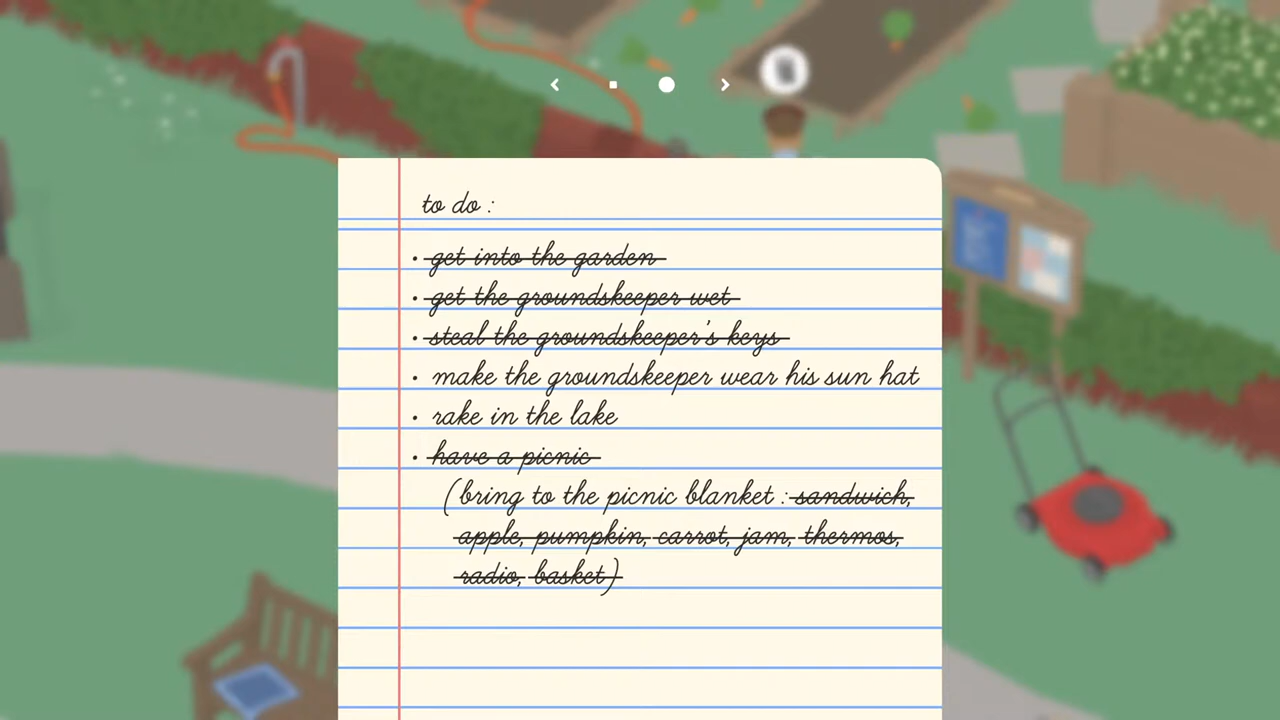 to do :
• get into the garden
• get the groundskeeper wet
• steal the groundskeeper's keys
• make the groundskeeper wear his sun hat
• rake in the lake
• have a picnic
(bring to the picnic blanket : sandwich,
apple, pumpkin, carrot, jam, thermos,
radio, basket)